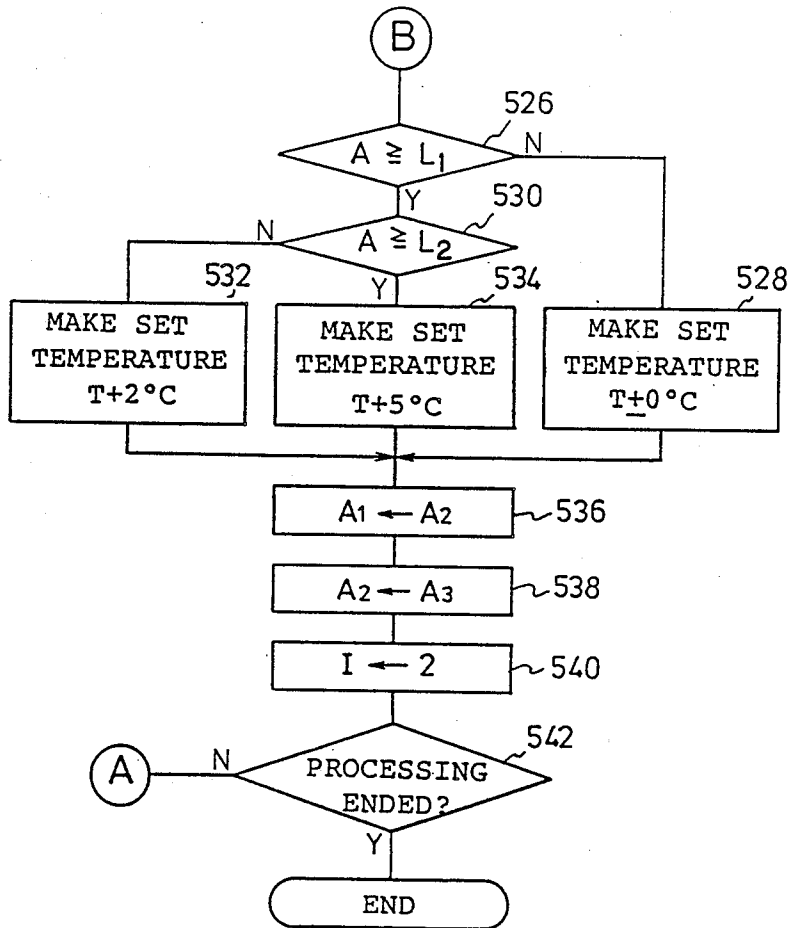 B
526
A ≧ L1
N
Y
530
N
A ≧ L2
Y
532
534
528
MAKE SET
TEMPERATURE
T+2°C
MAKE SET
TEMPERATURE
T+5°C
MAKE SET
TEMPERATURE
T±0°C
A1 ← A2
536
A2 ← A3
538
I ← 2
540
542
A
N
PROCESSING
ENDED?
Y
END